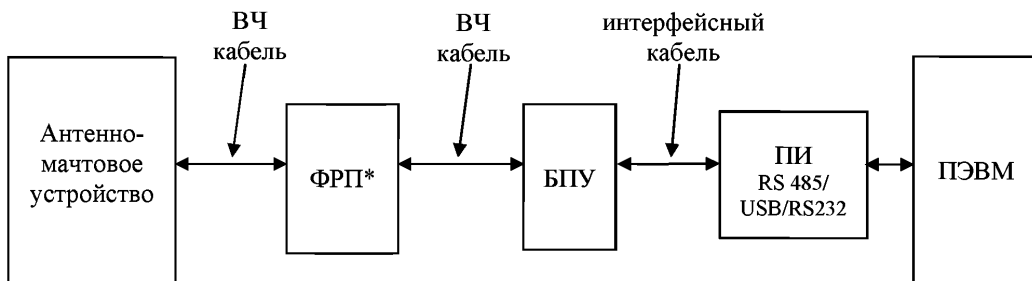 ВЧ
кабель
ВЧ
кабель
интерфейсный
кабель
Антенно-
мачтовое
устройство
ФРП*
БПУ
ПИ
RS 485/
USB/RS232
ПЭВМ